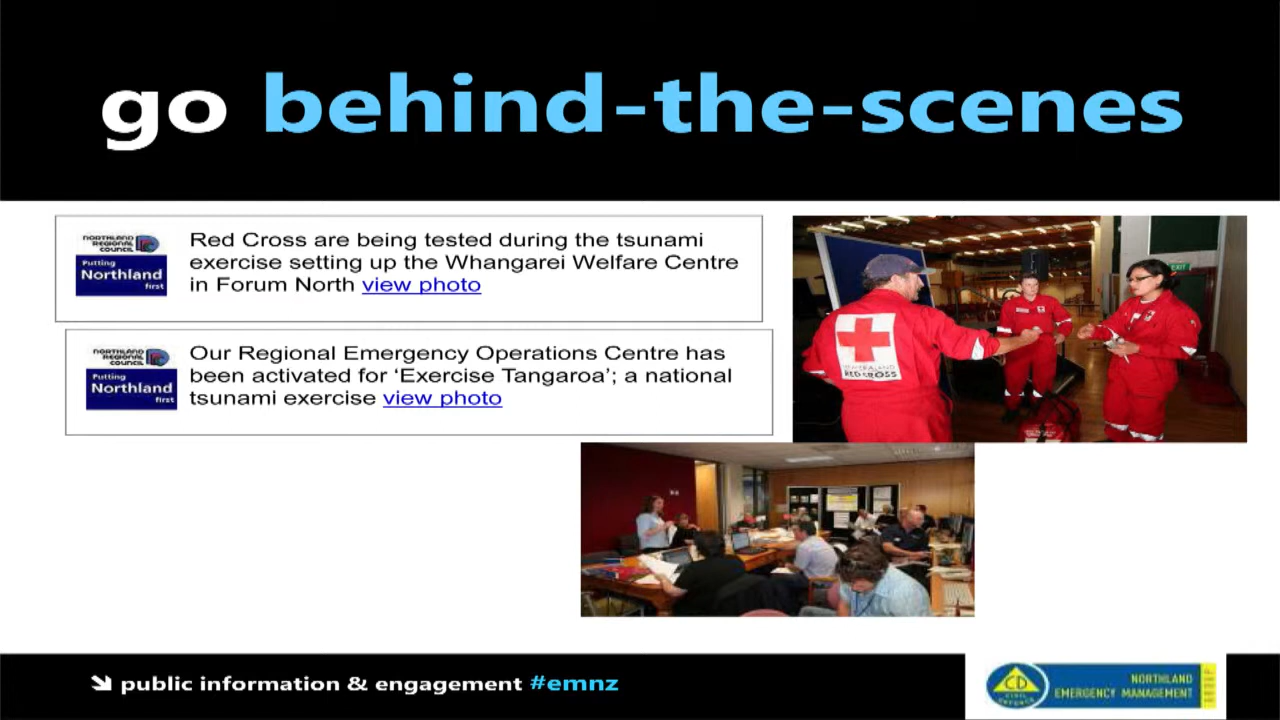 go behind-the-scenes
NORTHLAND
REGIONAL
COUNCIL
Putting
Northland
first
Red Cross are being tested during the tsunami
exercise setting up the Whangarei Welfare Centre
in Forum North view photo
NORTHLAND
REGIONAL
COUNCIL
Putting
Northland
first
Our Regional Emergency Operations Centre has
been activated for ‘Exercise Tangaroa’; a national
tsunami exercise view photo
EXIT
RED CROSS
public information & engagement #emnz
CD
CIVIL
DEFENCE
NORTHLAND
EMERGENCY MANAGEMENT